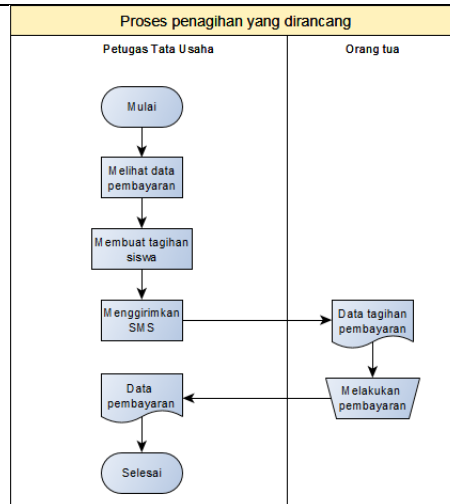 Proses penagihan yang dirancang
Petugas Tata Usaha
Orang tua
Mulai
Melihat data
pembayaran
Membuat tagihan
siswa
Menggirimkan
SMS
Data tagihan
pembayaran
Melakukan
pembayaran
Data
pembayaran
Selesai